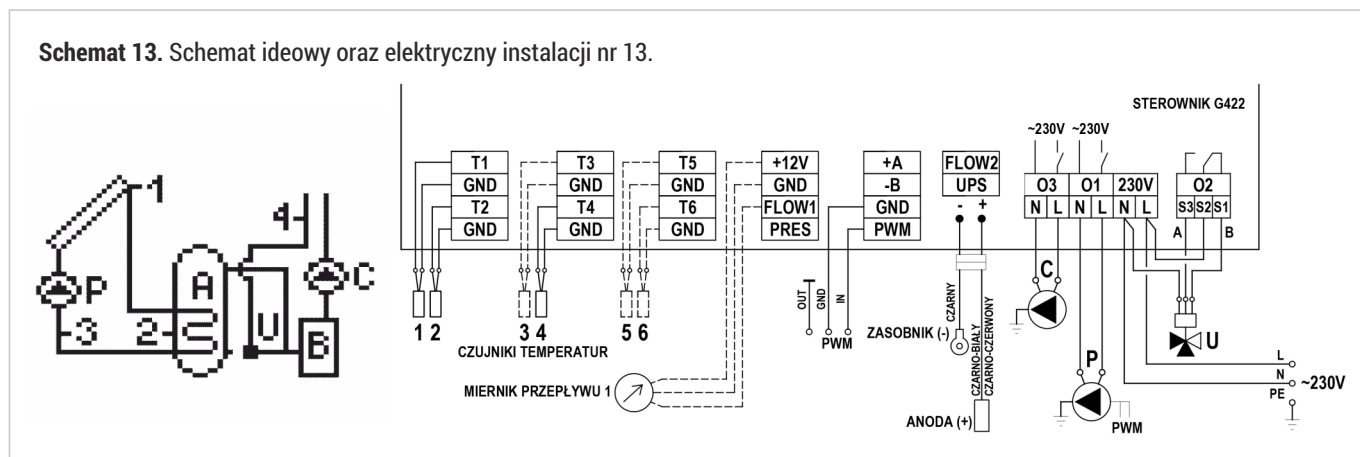 Schemat 13. Schemat ideowy oraz elektryczny instalacji nr 13.
STEROWNIK G422
~230V ~230V
T1 T3 T5 +12V +A FLOW2
GND GND GND GND -B UPS O3 O1 230V O2
T2 T4 T6 FLOW1 GND - + N L N L N L S3 S2 S1
GND GND GND PRES PWM
A B
1
4
A
P
C
3 2 U B
OUT GND IN
CZARNY
C
1 2 3 4 5 6
PWM
ZASOBNIK (-)
CZARNO-BIAŁY
CZARNO-CZERWONY
U
CZUJNIKI TEMPERATUR
P
L
N
~230V
PE
MIERNIK PRZEPŁYWU 1
ANODA (+)
PWM